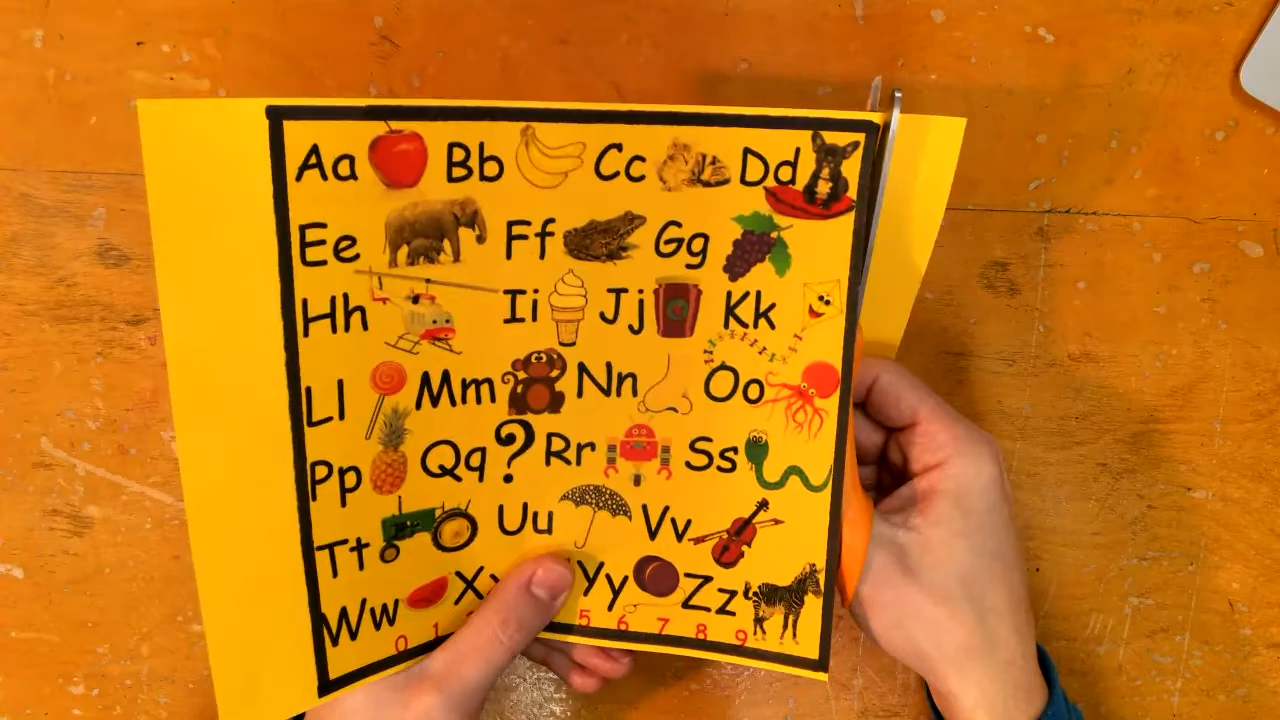 Aa Bb Cc Dd
Ee Ff Gg
Hh Ii Jj Kk
Ll Mm Nn Oo
Pp Qq ? Rr Ss
Tt Uu Vv
Ww X Yy Zz
0 1 5 6 7 8 9